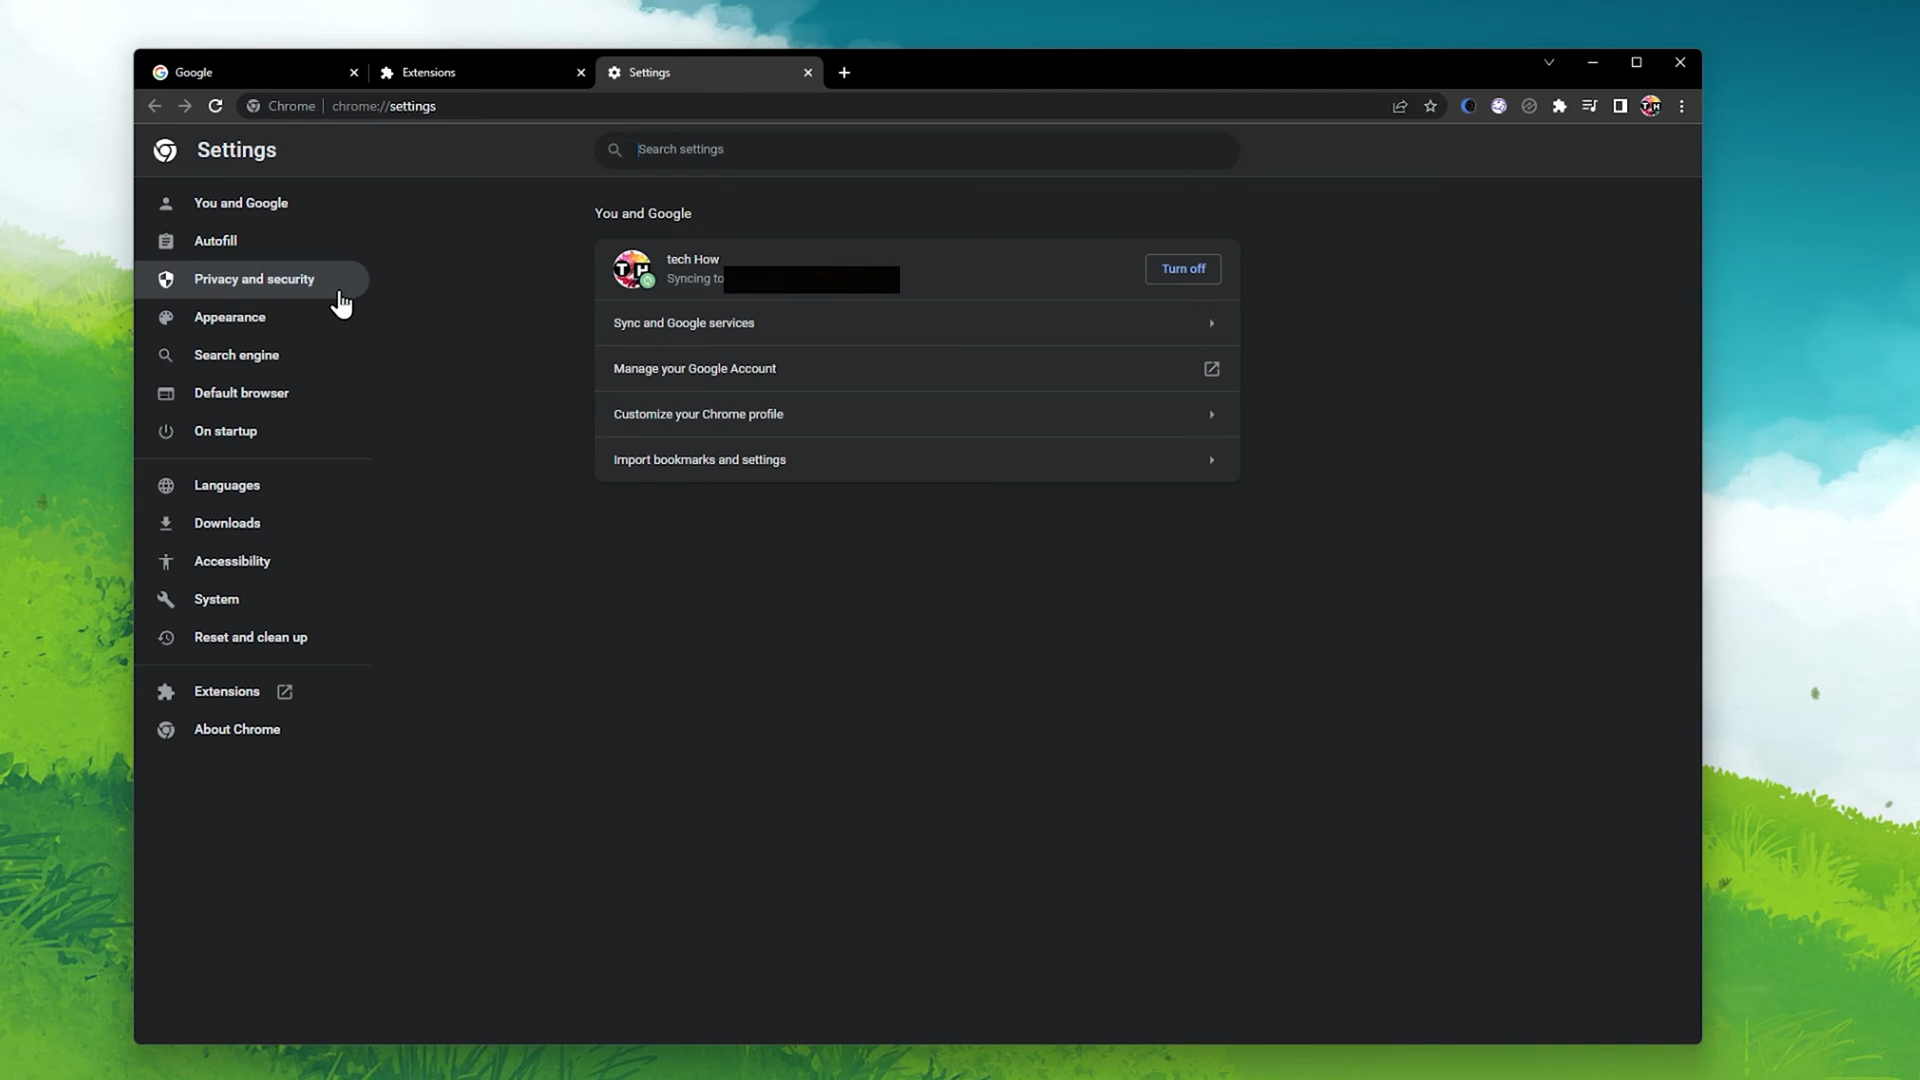 Google
Extensions
Settings
Chrome | chrome://settings
Settings
Search settings
You and Google
Autofill
Privacy and security
Appearance
Search engine
Default browser
On startup
Languages
Downloads
Accessibility
System
Reset and clean up
Extensions
About Chrome
You and Google
TH
tech How
Syncing to
Turn off
Sync and Google services
Manage your Google Account
Customize your Chrome profile
Import bookmarks and settings